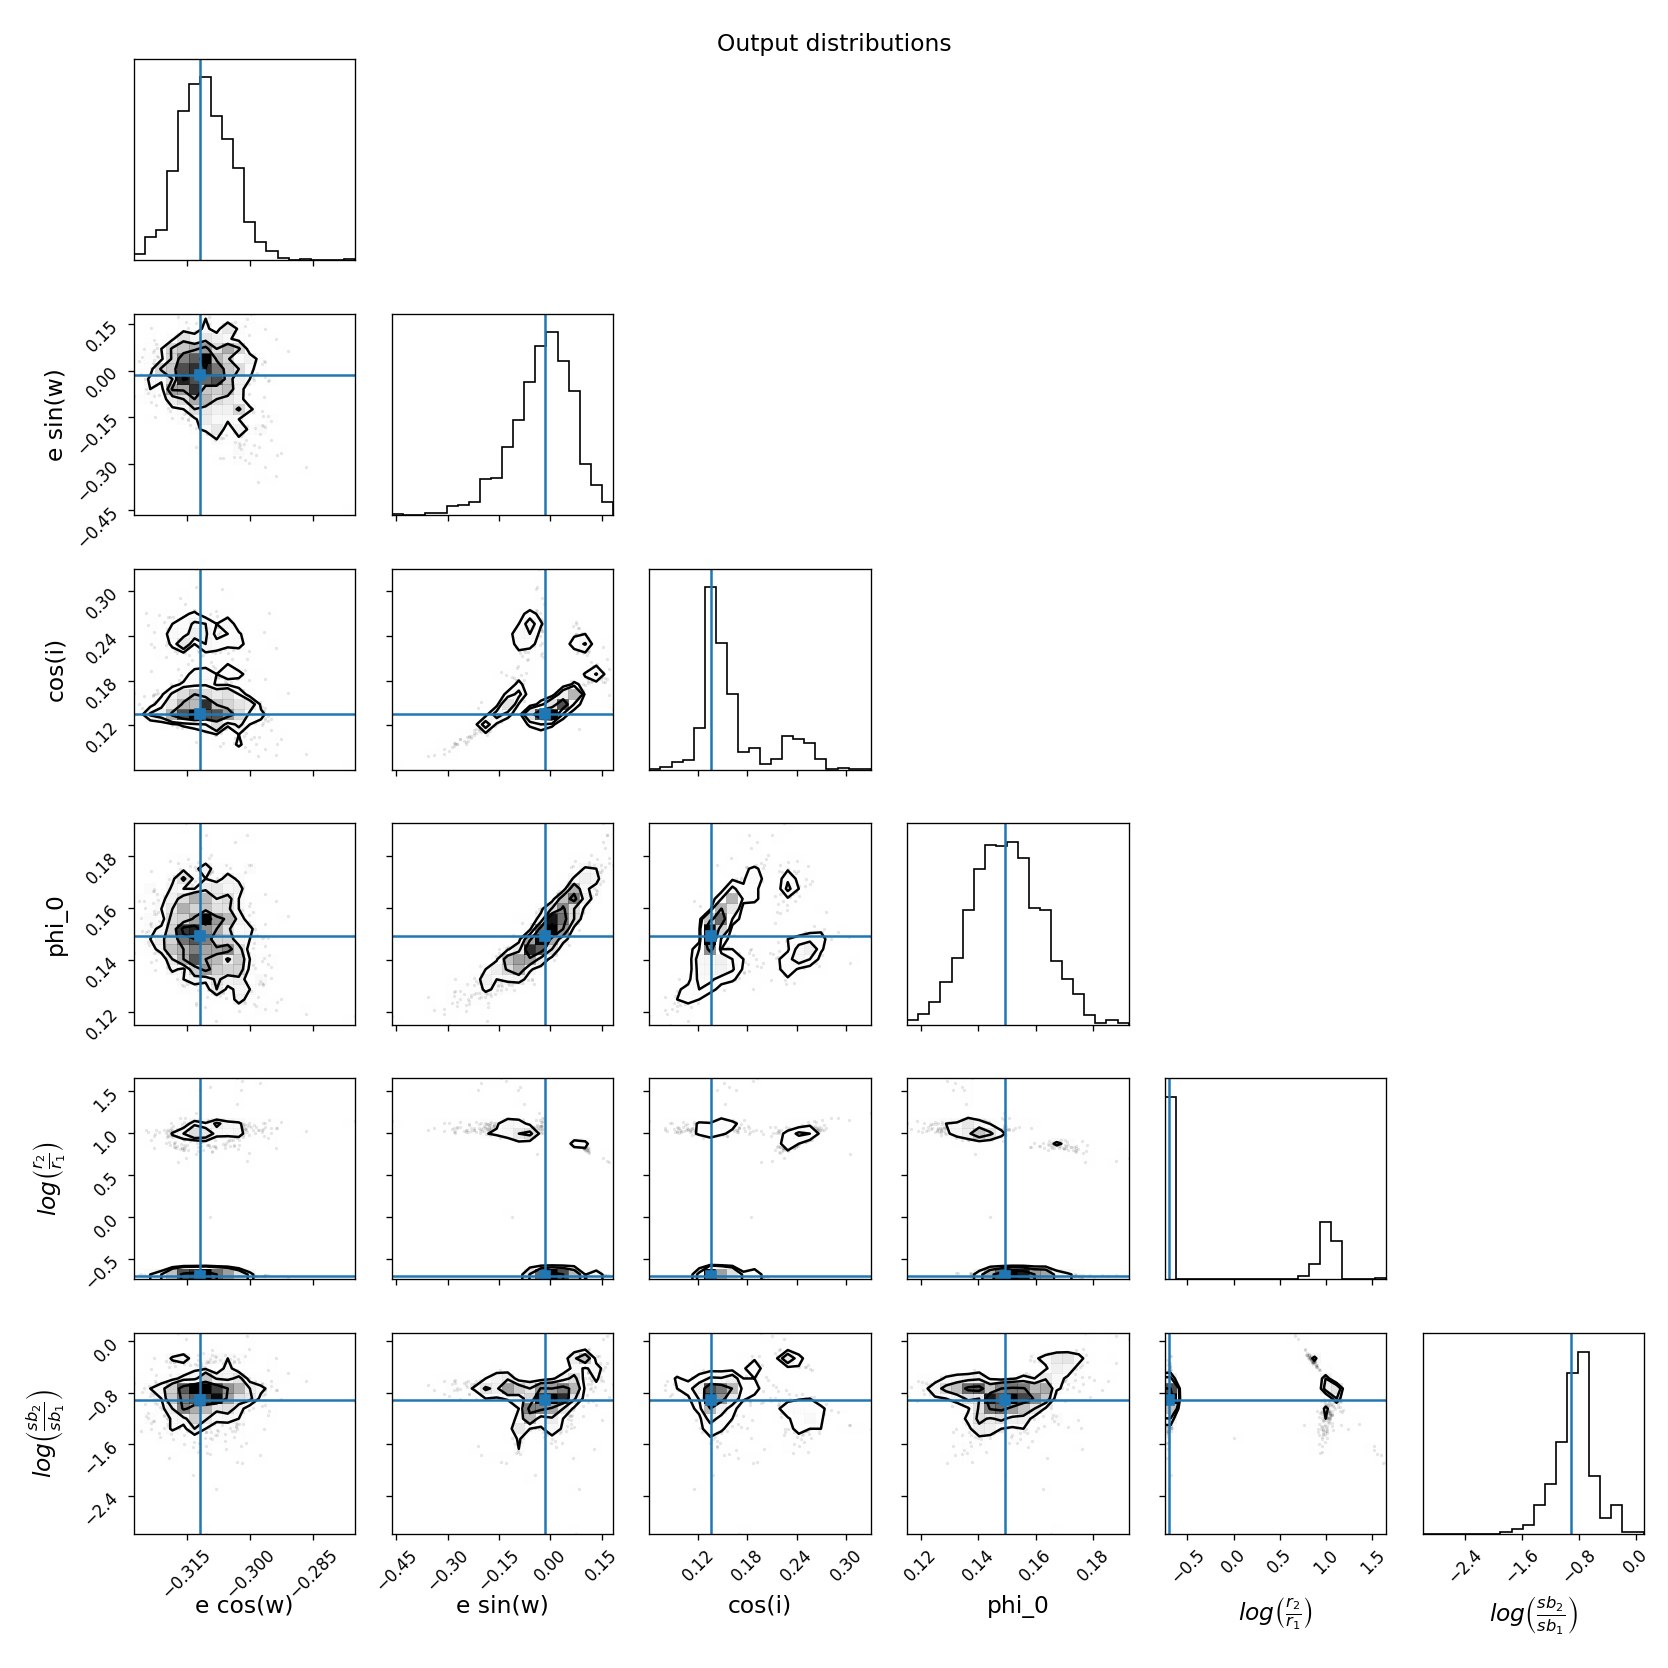 Output distributions
0.15
0.00
−0.15
−0.30
−0.45
e sin(w)
0.30
0.24
0.18
0.12
cos(i)
0.18
0.16
0.14
0.12
phi_0
1.5
1.0
0.5
0.0
−0.5
log(r2/r1)
0.0
−0.8
−1.6
−2.4
log(sb2/sb1)
−0.315 −0.300 −0.285
−0.45 −0.30 −0.15 0.00 0.15
0.12 0.18 0.24 0.30
0.12 0.14 0.16 0.18
−0.5 0.0 0.5 1.0 1.5
−2.4 −1.6 −0.8 0.0
e cos(w) e sin(w) cos(i) phi_0 log(r2/r1) log(sb2/sb1)